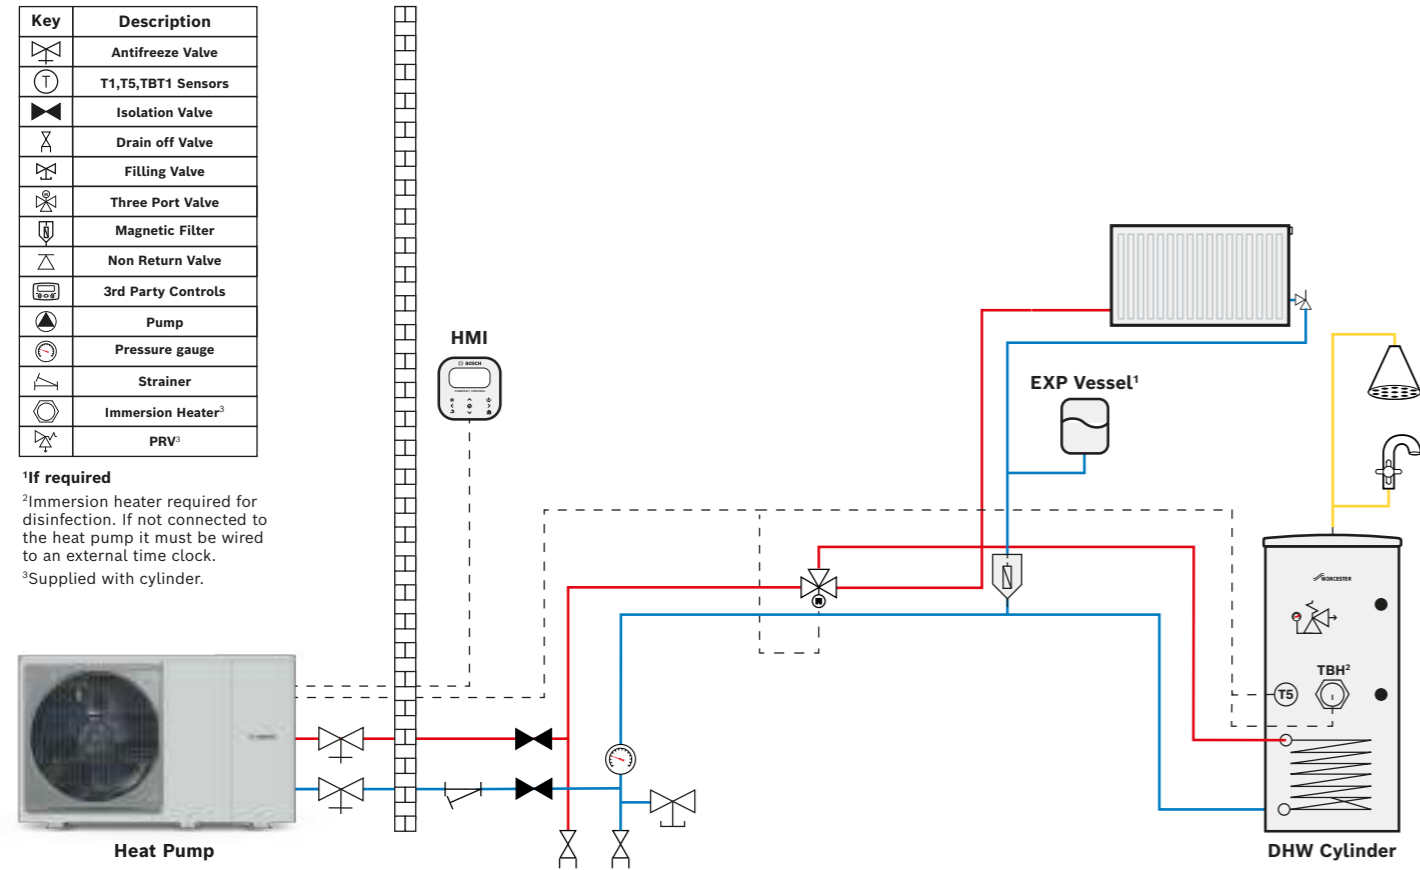 Key Description
Antifreeze Valve
T T1,T5,TBT1 Sensors
Isolation Valve
Drain off Valve
Filling Valve
M Three Port Valve
Magnetic Filter
Non Return Valve
3rd Party Controls
Pump
Pressure gauge
Strainer
Immersion Heater³
PRV³
¹If required
²Immersion heater required for
disinfection. If not connected to
the heat pump it must be wired
to an external time clock.
³Supplied with cylinder.
HMI
BOSCH
EXP Vessel¹
WORCESTER
TBH²
T5
Heat Pump
DHW Cylinder